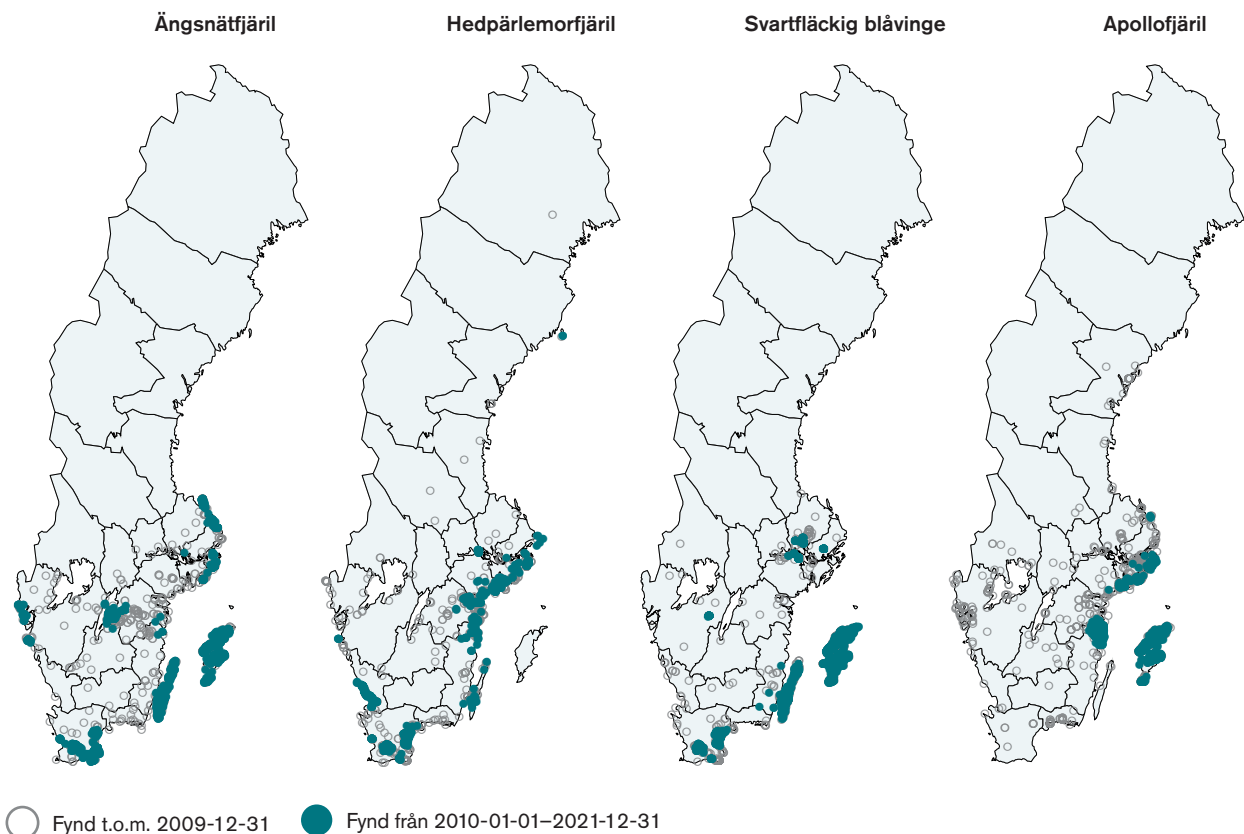 Ängsnätfjäril
Hedpärlemorfjäril
Svartfläckig blåvinge
Apollofjäril
Fynd t.o.m. 2009-12-31
Fynd från 2010-01-01–2021-12-31